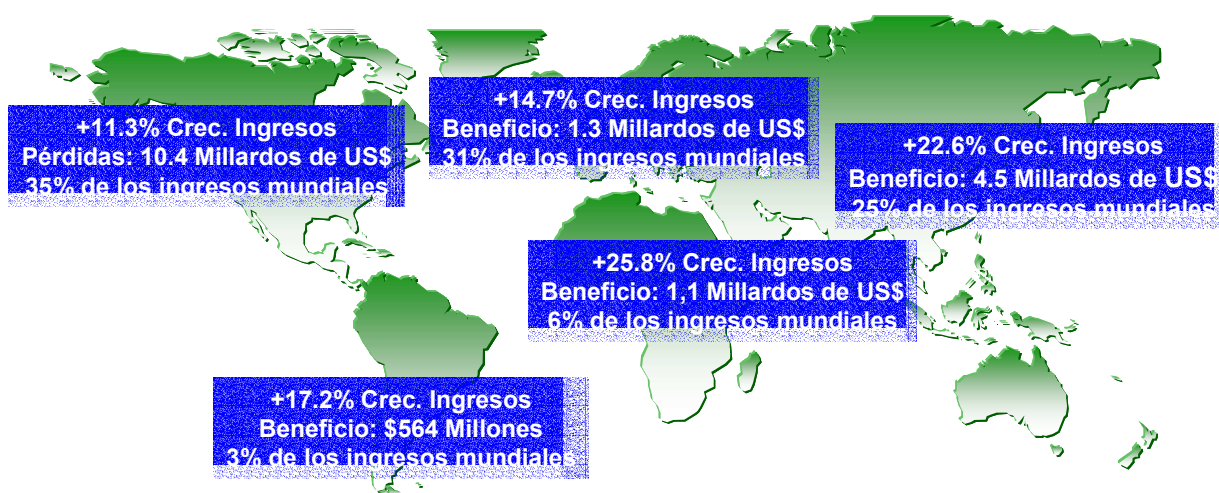 +11.3% Crec. Ingresos
Pérdidas: 10.4 Millardos de US$
35% de los ingresos mundiales
+14.7% Crec. Ingresos
Beneficio: 1.3 Millardos de US$
31% de los ingresos mundiales
+22.6% Crec. Ingresos
Beneficio: 4.5 Millardos de US$
25% de los ingresos mundiales
+25.8% Crec. Ingresos
Beneficio: 1,1 Millardos de US$
6% de los ingresos mundiales
+17.2% Crec. Ingresos
Beneficio: $564 Millones
3% de los ingresos mundiales